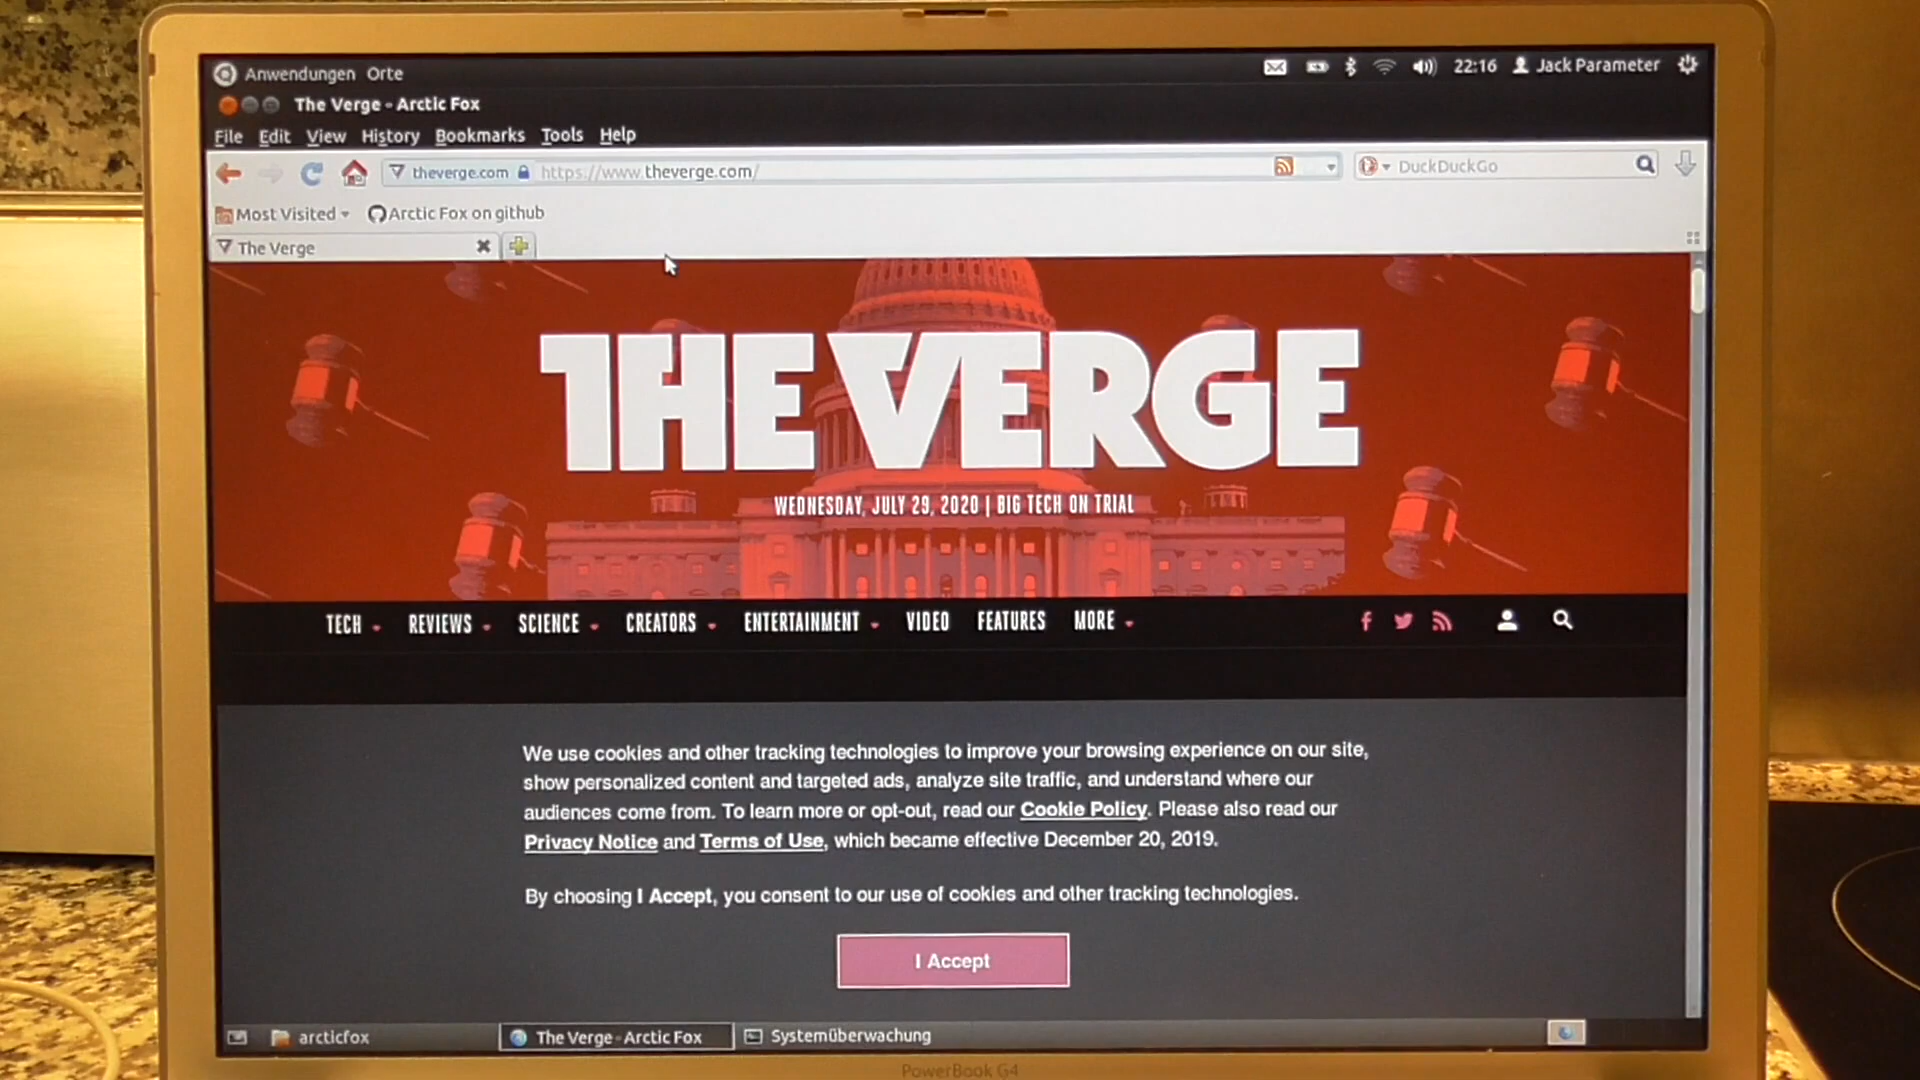 Anwendungen Orte 22:16 Jack Parameter
The Verge - Arctic Fox
File Edit View History Bookmarks Tools Help
theverge.com https://www.theverge.com/ DuckDuckGo
Most Visited Arctic Fox on github
The Verge
THE VERGE
WEDNESDAY, JULY 29, 2020 | BIG TECH ON TRIAL
TECH REVIEWS SCIENCE CREATORS ENTERTAINMENT VIDEO FEATURES MORE
We use cookies and other tracking technologies to improve your browsing experience on our site,
show personalized content and targeted ads, analyze site traffic, and understand where our
audiences come from. To learn more or opt-out, read our Cookie Policy. Please also read our
Privacy Notice and Terms of Use, which became effective December 20, 2019.
By choosing I Accept, you consent to our use of cookies and other tracking technologies.
I Accept
arcticfox The Verge - Arctic Fox Systemüberwachung
PowerBook G4